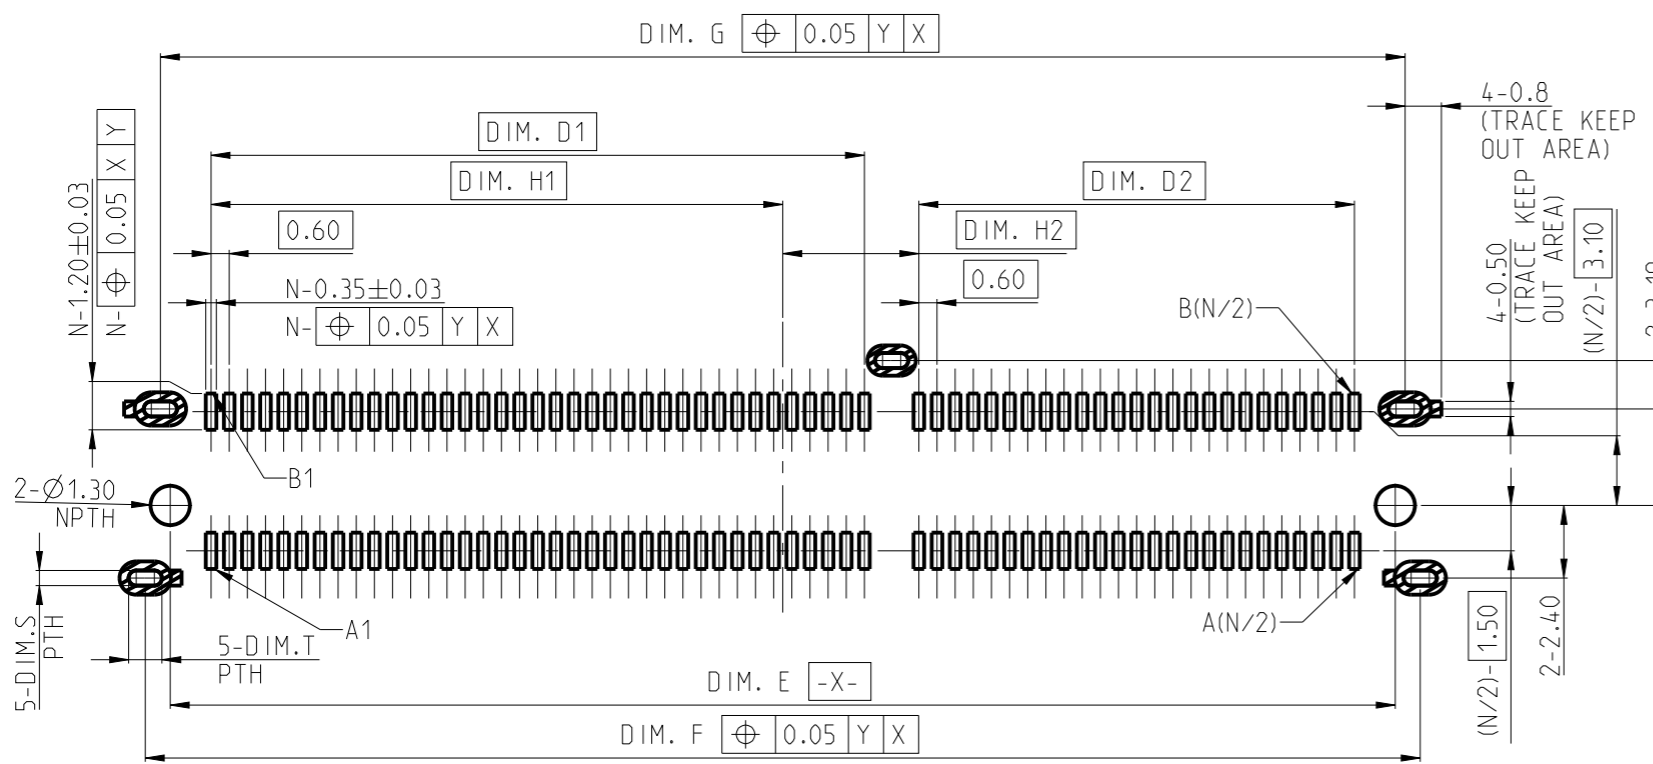 DIM. G ⌖ 0.05 Y X
4-0.8
(TRACE KEEP
OUT AREA)
DIM. D1
DIM. H1
DIM. D2
0.60
DIM. H2
0.60
N-1.20±0.03
N- ⌖ 0.05 X Y
N-0.35±0.03
N- ⌖ 0.05 Y X
B(N/2)
4-0.50
(TRACE KEEP
OUT AREA)
(N/2)-3.10
B1
2-Ø1.30
NPTH
A1
A(N/2)
5-DIM.S
PTH
5-DIM.T
PTH
(N/2)-1.50
2-2.40
DIM. E -X-
DIM. F ⌖ 0.05 Y X